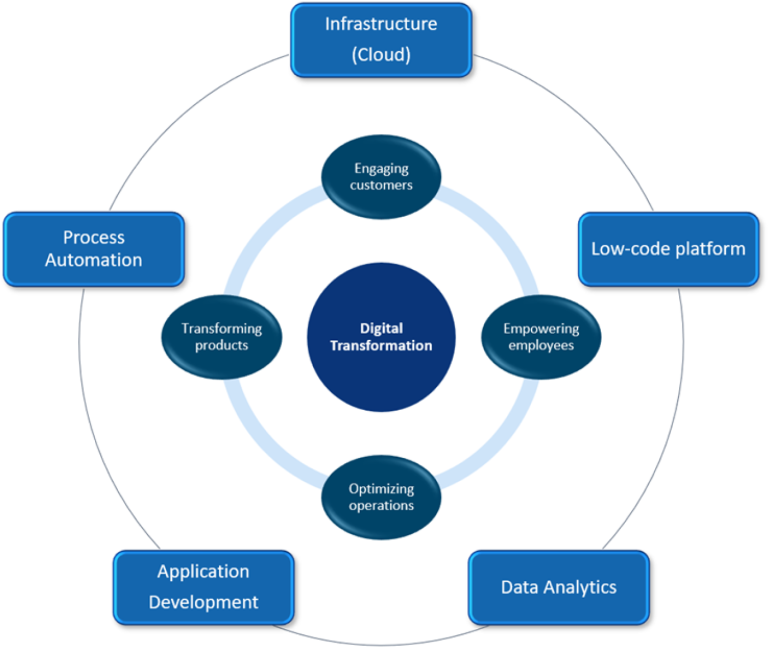 Infrastructure
(Cloud)
Engaging
customers
Process
Automation
Low-code platform
Transforming
products
Digital
Transformation
Empowering
employees
Optimizing
operations
Application
Development
Data Analytics